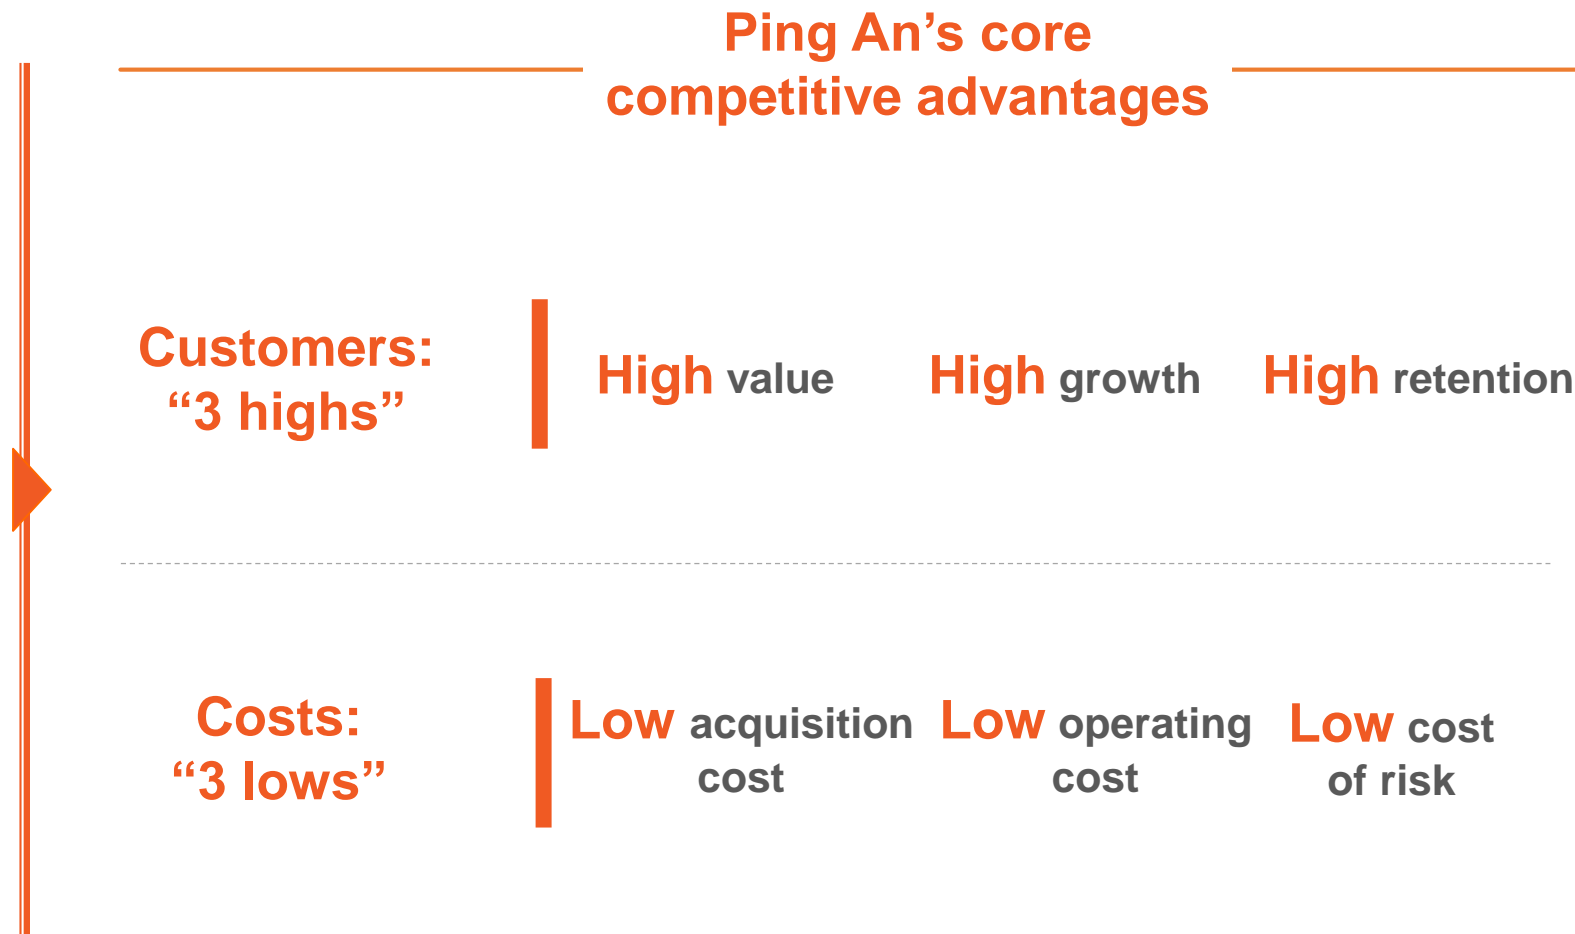 Ping An’s core
competitive advantages
Customers:
“3 highs”
High value
High growth
High retention
Costs:
“3 lows”
Low acquisition
cost
Low operating
cost
Low cost
of risk